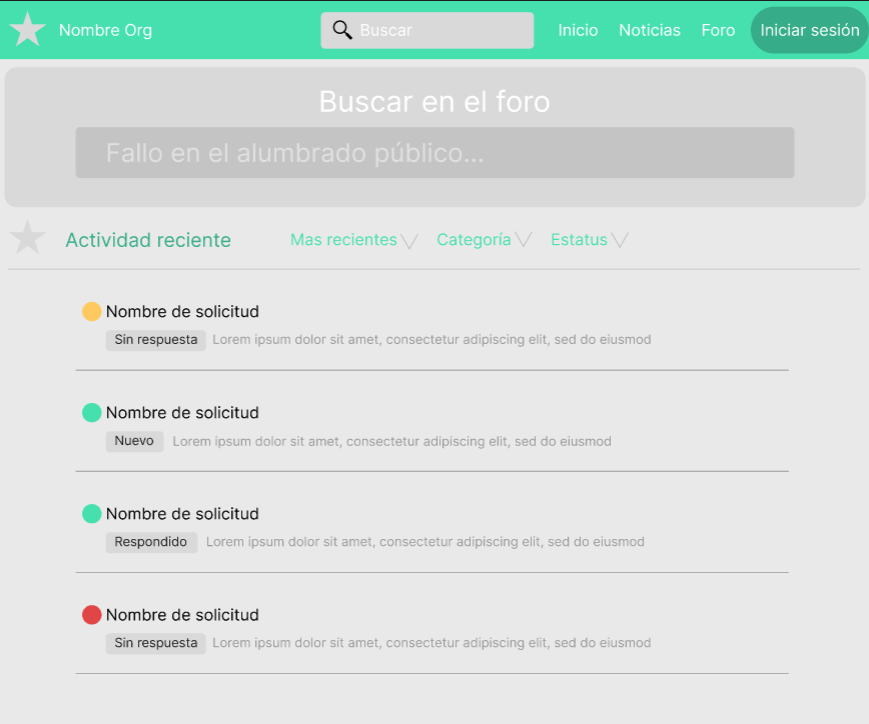 Nombre Org Buscar Inicio Noticias Foro Iniciar sesión
Buscar en el foro
Fallo en el alumbrado público...
Actividad reciente Mas recientes Categoría Estatus
Nombre de solicitud
Sin respuesta Lorem ipsum dolor sit amet, consectetur adipiscing elit, sed do eiusmod
Nombre de solicitud
Nuevo Lorem ipsum dolor sit amet, consectetur adipiscing elit, sed do eiusmod
Nombre de solicitud
Respondido Lorem ipsum dolor sit amet, consectetur adipiscing elit, sed do eiusmod
Nombre de solicitud
Sin respuesta Lorem ipsum dolor sit amet, consectetur adipiscing elit, sed do eiusmod